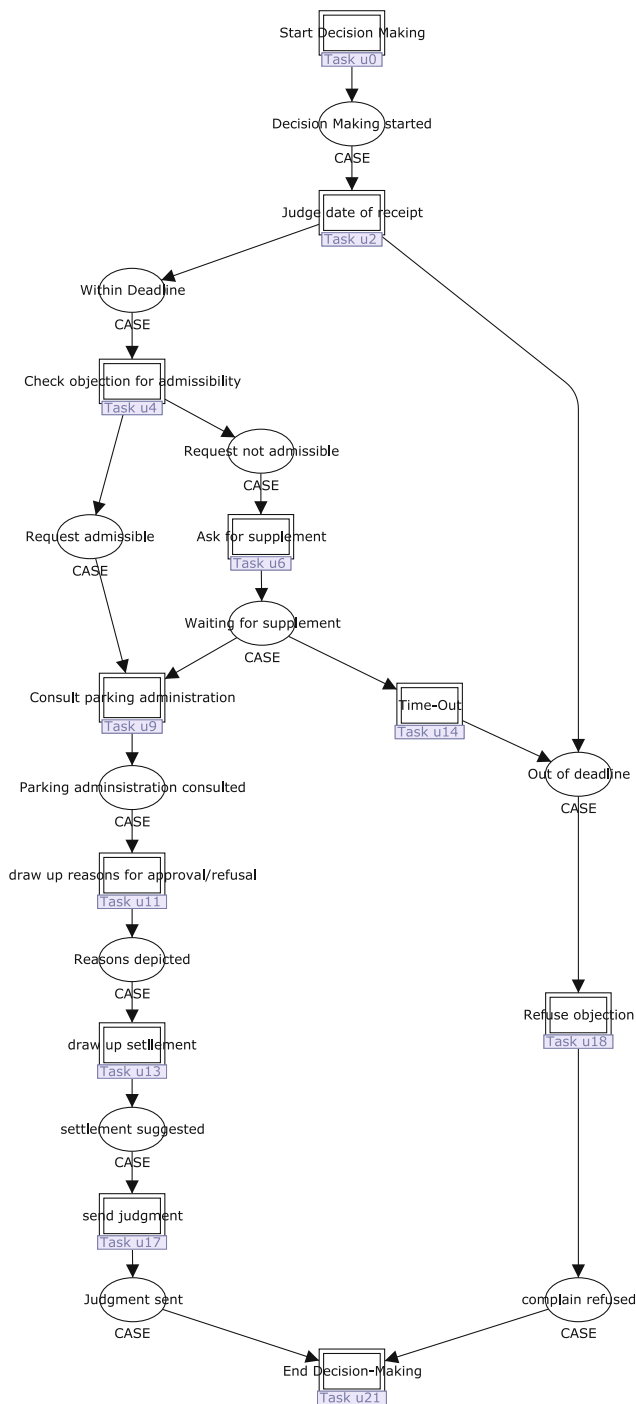 Start Decision Making
Task u0
Decision Making started
CASE
Judge date of receipt
Task u2
Within Deadline
CASE
Check objection for admissibility
Task u4
Request not admissible
CASE
Request admissible
CASE
Ask for supplement
Task u6
Waiting for supplement
CASE
Consult parking administration
Task u9
Time-Out
Task u14
Out of deadline
CASE
Parking adminsistration consulted
CASE
draw up reasons for approval/refusal
Task u11
Reasons depicted
CASE
Refuse objection
Task u18
draw up setllement
Task u13
settlement suggested
CASE
send judgment
Task u17
Judgment sent
CASE
complain refused
CASE
End Decision-Making
Task u21